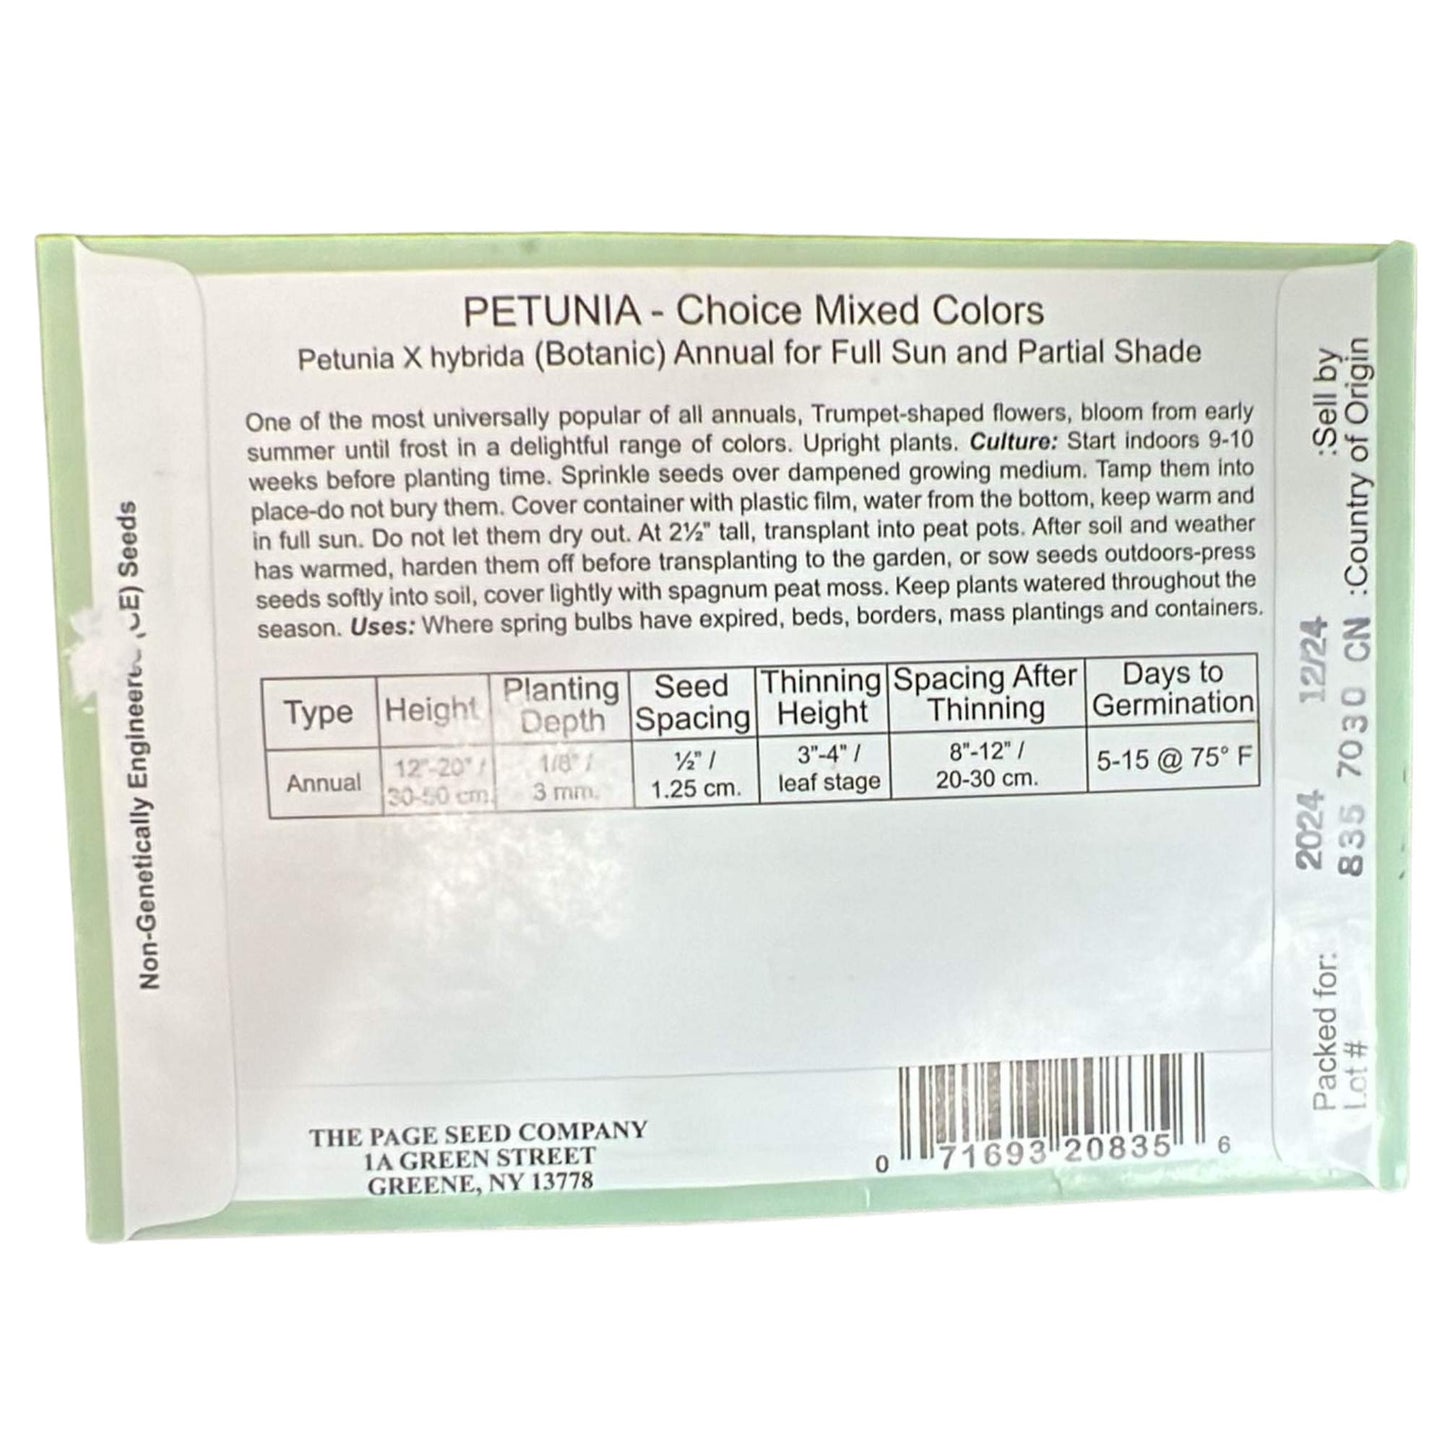 PETUNIA - Choice Mixed Colors
Petunia X hybrida (Botanic) Annual for Full Sun and Partial Shade
One of the most universally popular of all annuals, Trumpet-shaped flowers, bloom from early
summer until frost in a delightful range of colors. Upright plants. Culture: Start indoors 9-10
weeks before planting time. Sprinkle seeds over dampened growing medium. Tamp them into
place-do not bury them. Cover container with plastic film, water from the bottom, keep warm and
in full sun. Do not let them dry out. At 2½" tall, transplant into peat pots. After soil and weather
has warmed, harden them off before transplanting to the garden, or sow seeds outdoors-press
seeds softly into soil, cover lightly with spagnum peat moss. Keep plants watered throughout the
season. Uses: Where spring bulbs have expired, beds, borders, mass plantings and containers.
Type Height Planting Depth Seed Spacing Thinning Height Spacing After Thinning Days to Germination
Annual 12"-20" / 30-50 cm. 1/8" / 3 mm. ½" / 1.25 cm. 3"-4" / leaf stage 8"-12" / 20-30 cm. 5-15 @ 75° F
THE PAGE SEED COMPANY
1A GREEN STREET
GREENE, NY 13778
0 71693 20835 6
Non-Genetically Engineered (GE) Seeds
Packed for: 2024 12/24 :Sell by
Lot # 835 7030 CN :Country of Origin